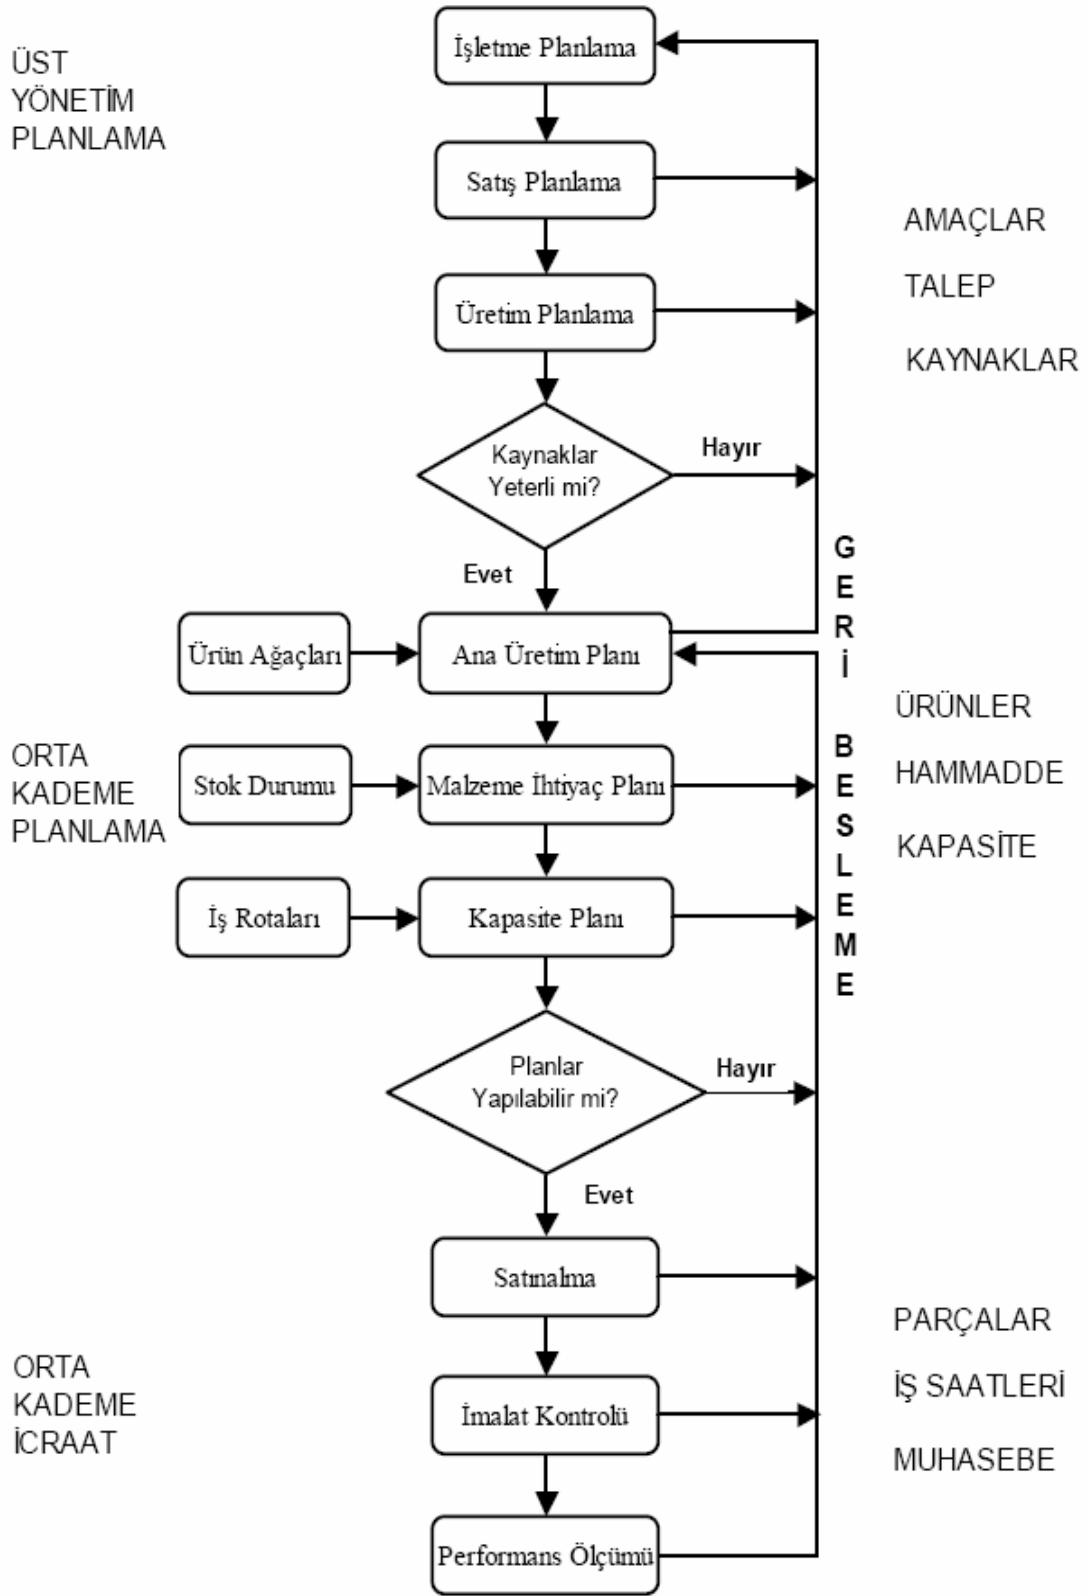 İşletme Planlama
ÜST
YÖNETİM
PLANLAMA
Satış Planlama
AMAÇLAR
Üretim Planlama
TALEP
KAYNAKLAR
Kaynaklar
Yeterli mi?
Hayır
Evet
G
E
R
İ
B
E
S
L
E
M
E
Ürün Ağaçları
Ana Üretim Planı
ÜRÜNLER
ORTA
KADEME
PLANLAMA
Stok Durumu
Malzeme İhtiyaç Planı
HAMMADDE
KAPASİTE
İş Rotaları
Kapasite Planı
Planlar
Yapılabilir mi?
Hayır
Evet
Satınalma
PARÇALAR
ORTA
KADEME
İCRAAT
İmalat Kontrolü
İŞ SAATLERİ
MUHASEBE
Performans Ölçümü